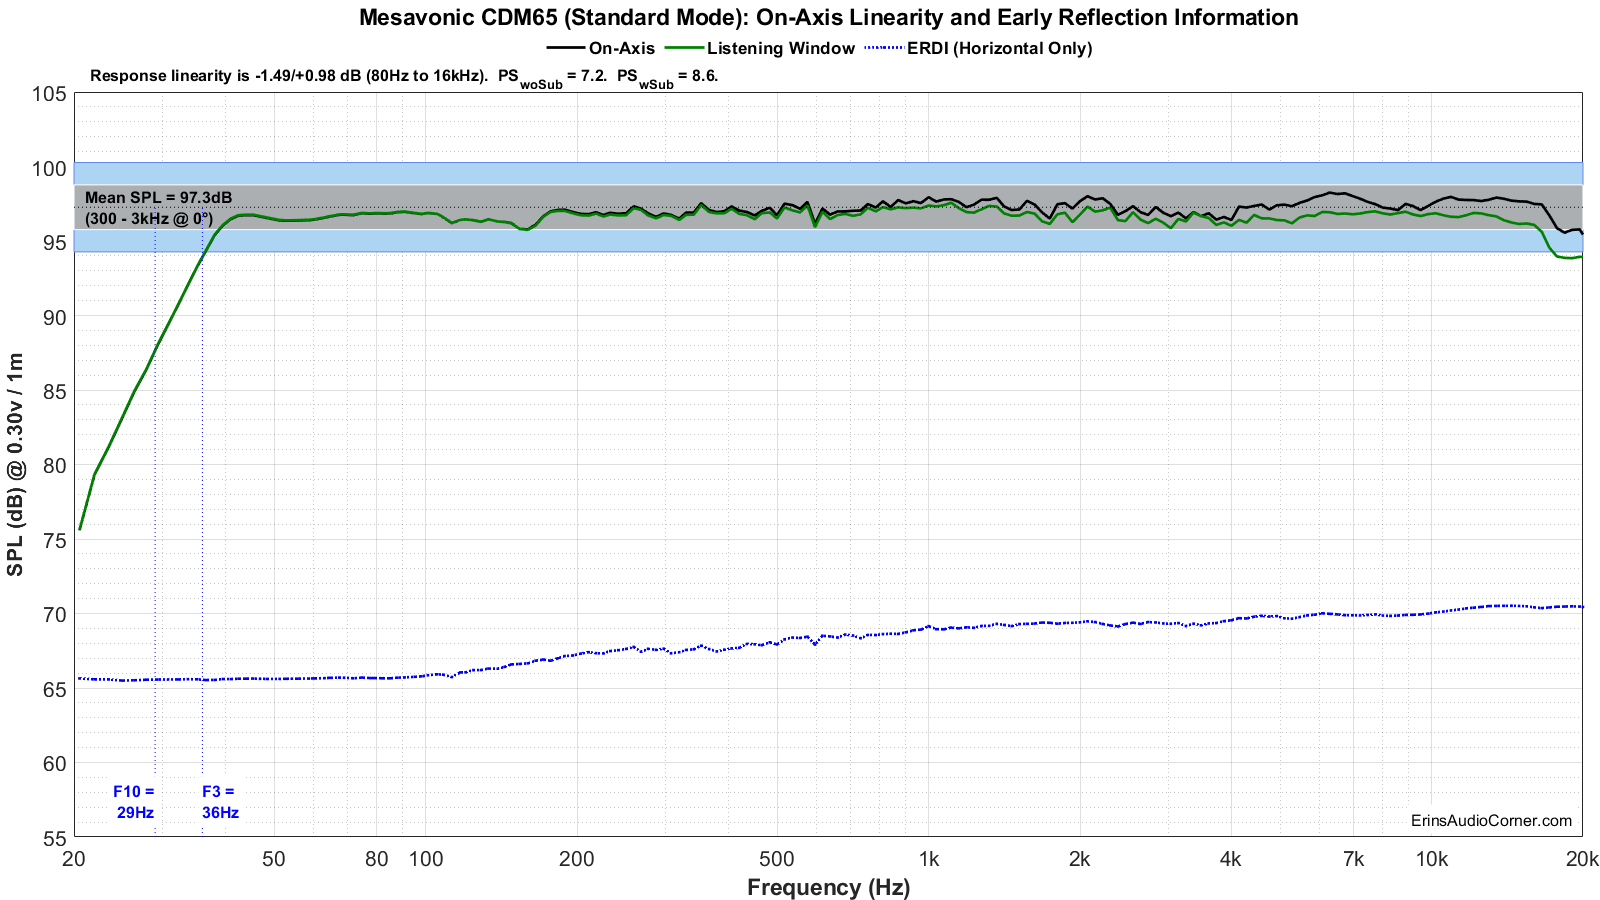 Mesavonic CDM65 (Standard Mode): On-Axis Linearity and Early Reflection Information
On-Axis Listening Window ERDI (Horizontal Only)
Response linearity is -1.49/+0.98 dB (80Hz to 16kHz). PSwoSub = 7.2. PSwSub = 8.6.
105
100
95
90
85
80
75
70
65
60
55
SPL (dB) @ 0.30v / 1m
Mean SPL = 97.3dB
(300 - 3kHz @ 0°)
F10 =
29Hz
F3 =
36Hz
ErinsAudioCorner.com
20 50 80 100 200 500 1k 2k 4k 7k 10k 20k
Frequency (Hz)